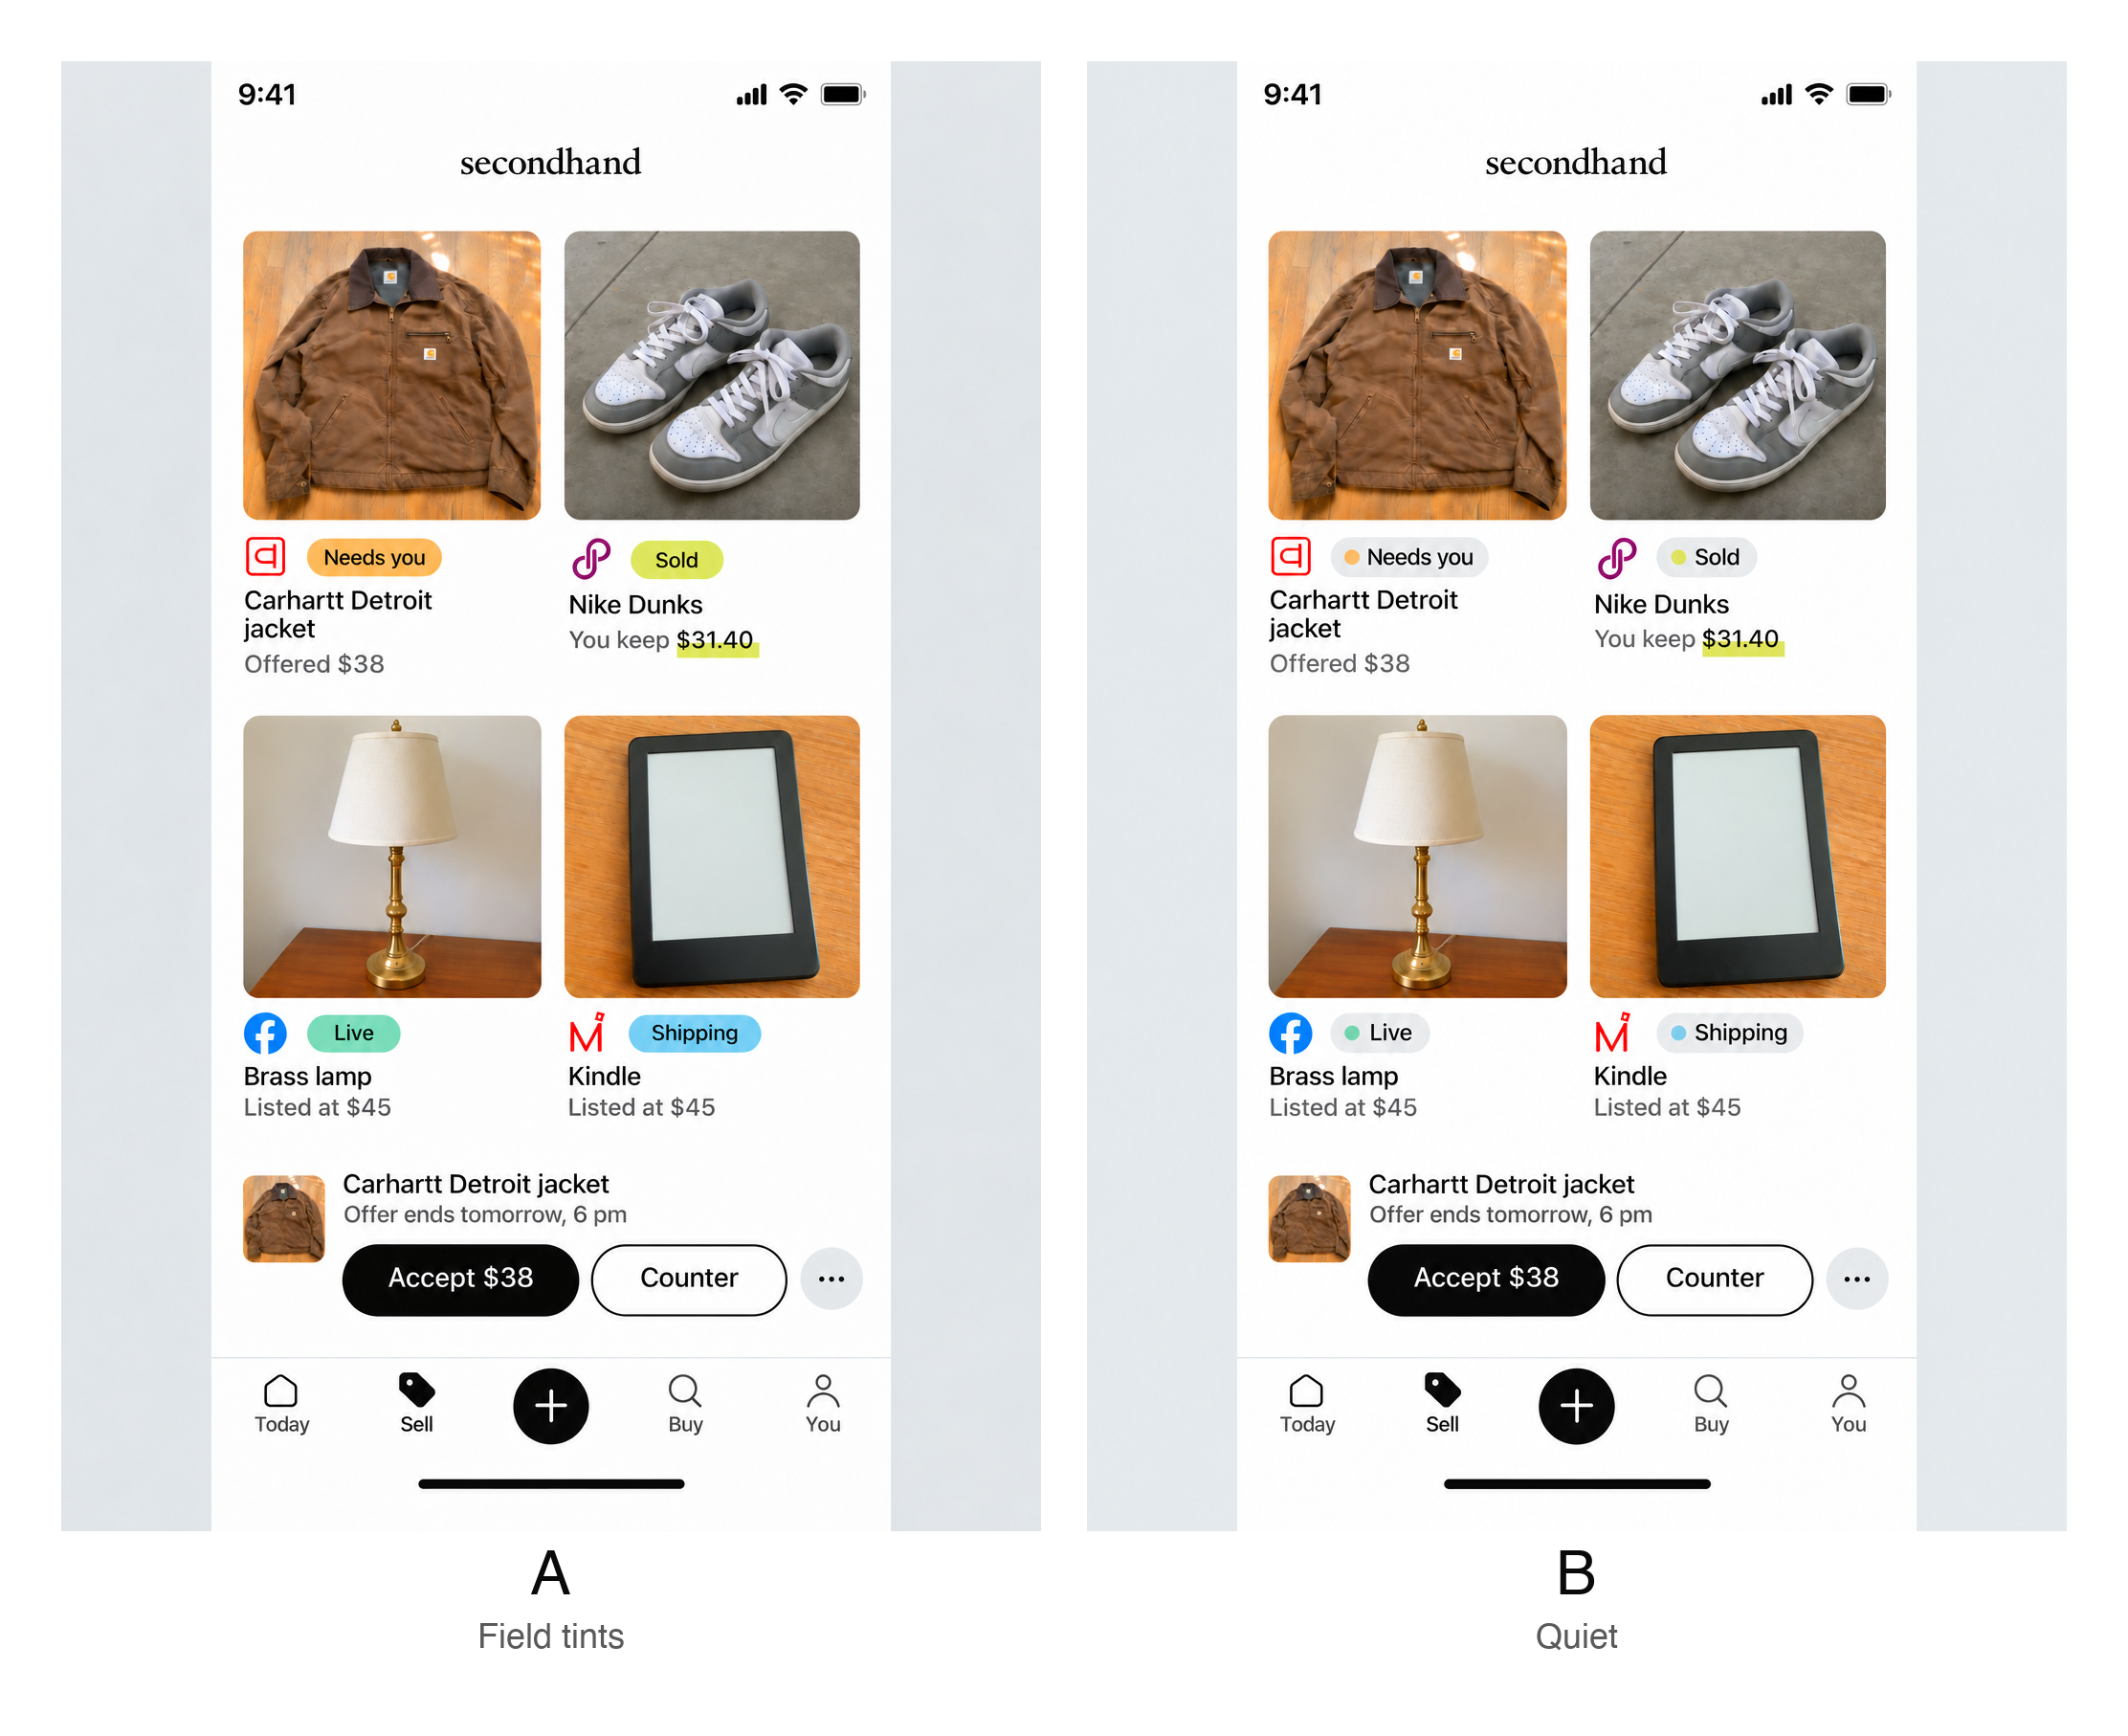 9:41
secondhand
Needs you
Sold
Carhartt Detroit
jacket
Offered $38
Nike Dunks
You keep $31.40
Live
Shipping
Brass lamp
Listed at $45
Kindle
Listed at $45
Carhartt Detroit jacket
Offer ends tomorrow, 6 pm
Accept $38
Counter
Today
Sell
Buy
You
A
Field tints
9:41
secondhand
Needs you
Sold
Carhartt Detroit
jacket
Offered $38
Nike Dunks
You keep $31.40
Live
Shipping
Brass lamp
Listed at $45
Kindle
Listed at $45
Carhartt Detroit jacket
Offer ends tomorrow, 6 pm
Accept $38
Counter
Today
Sell
Buy
You
B
Quiet